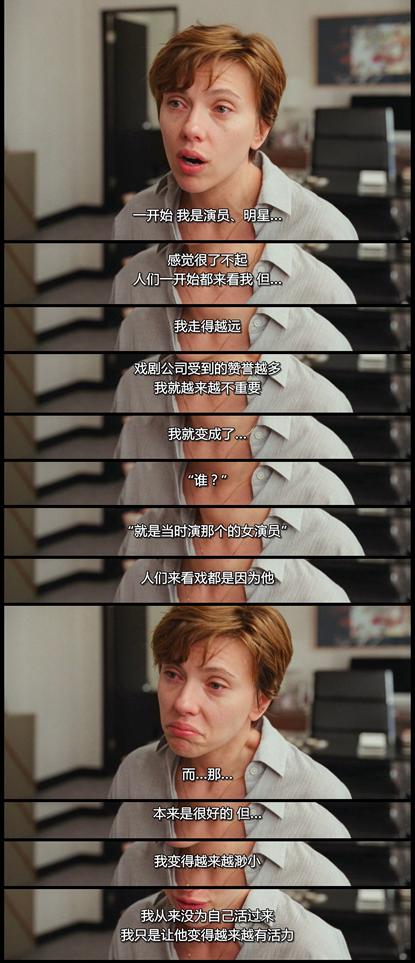 一开始 我是演员、明星...
感觉很了不起
人们一开始都来看我 但...
我走得越远
戏剧公司受到的赞誉越多
我就越来越不重要
我就变成了...
“谁？”
“就是当时演那个的女演员”
人们来看戏都是因为他
而...那...
本来是很好的 但...
我变得越来越渺小
我从来没为自己活过来
我只是让他变得越来越有活力